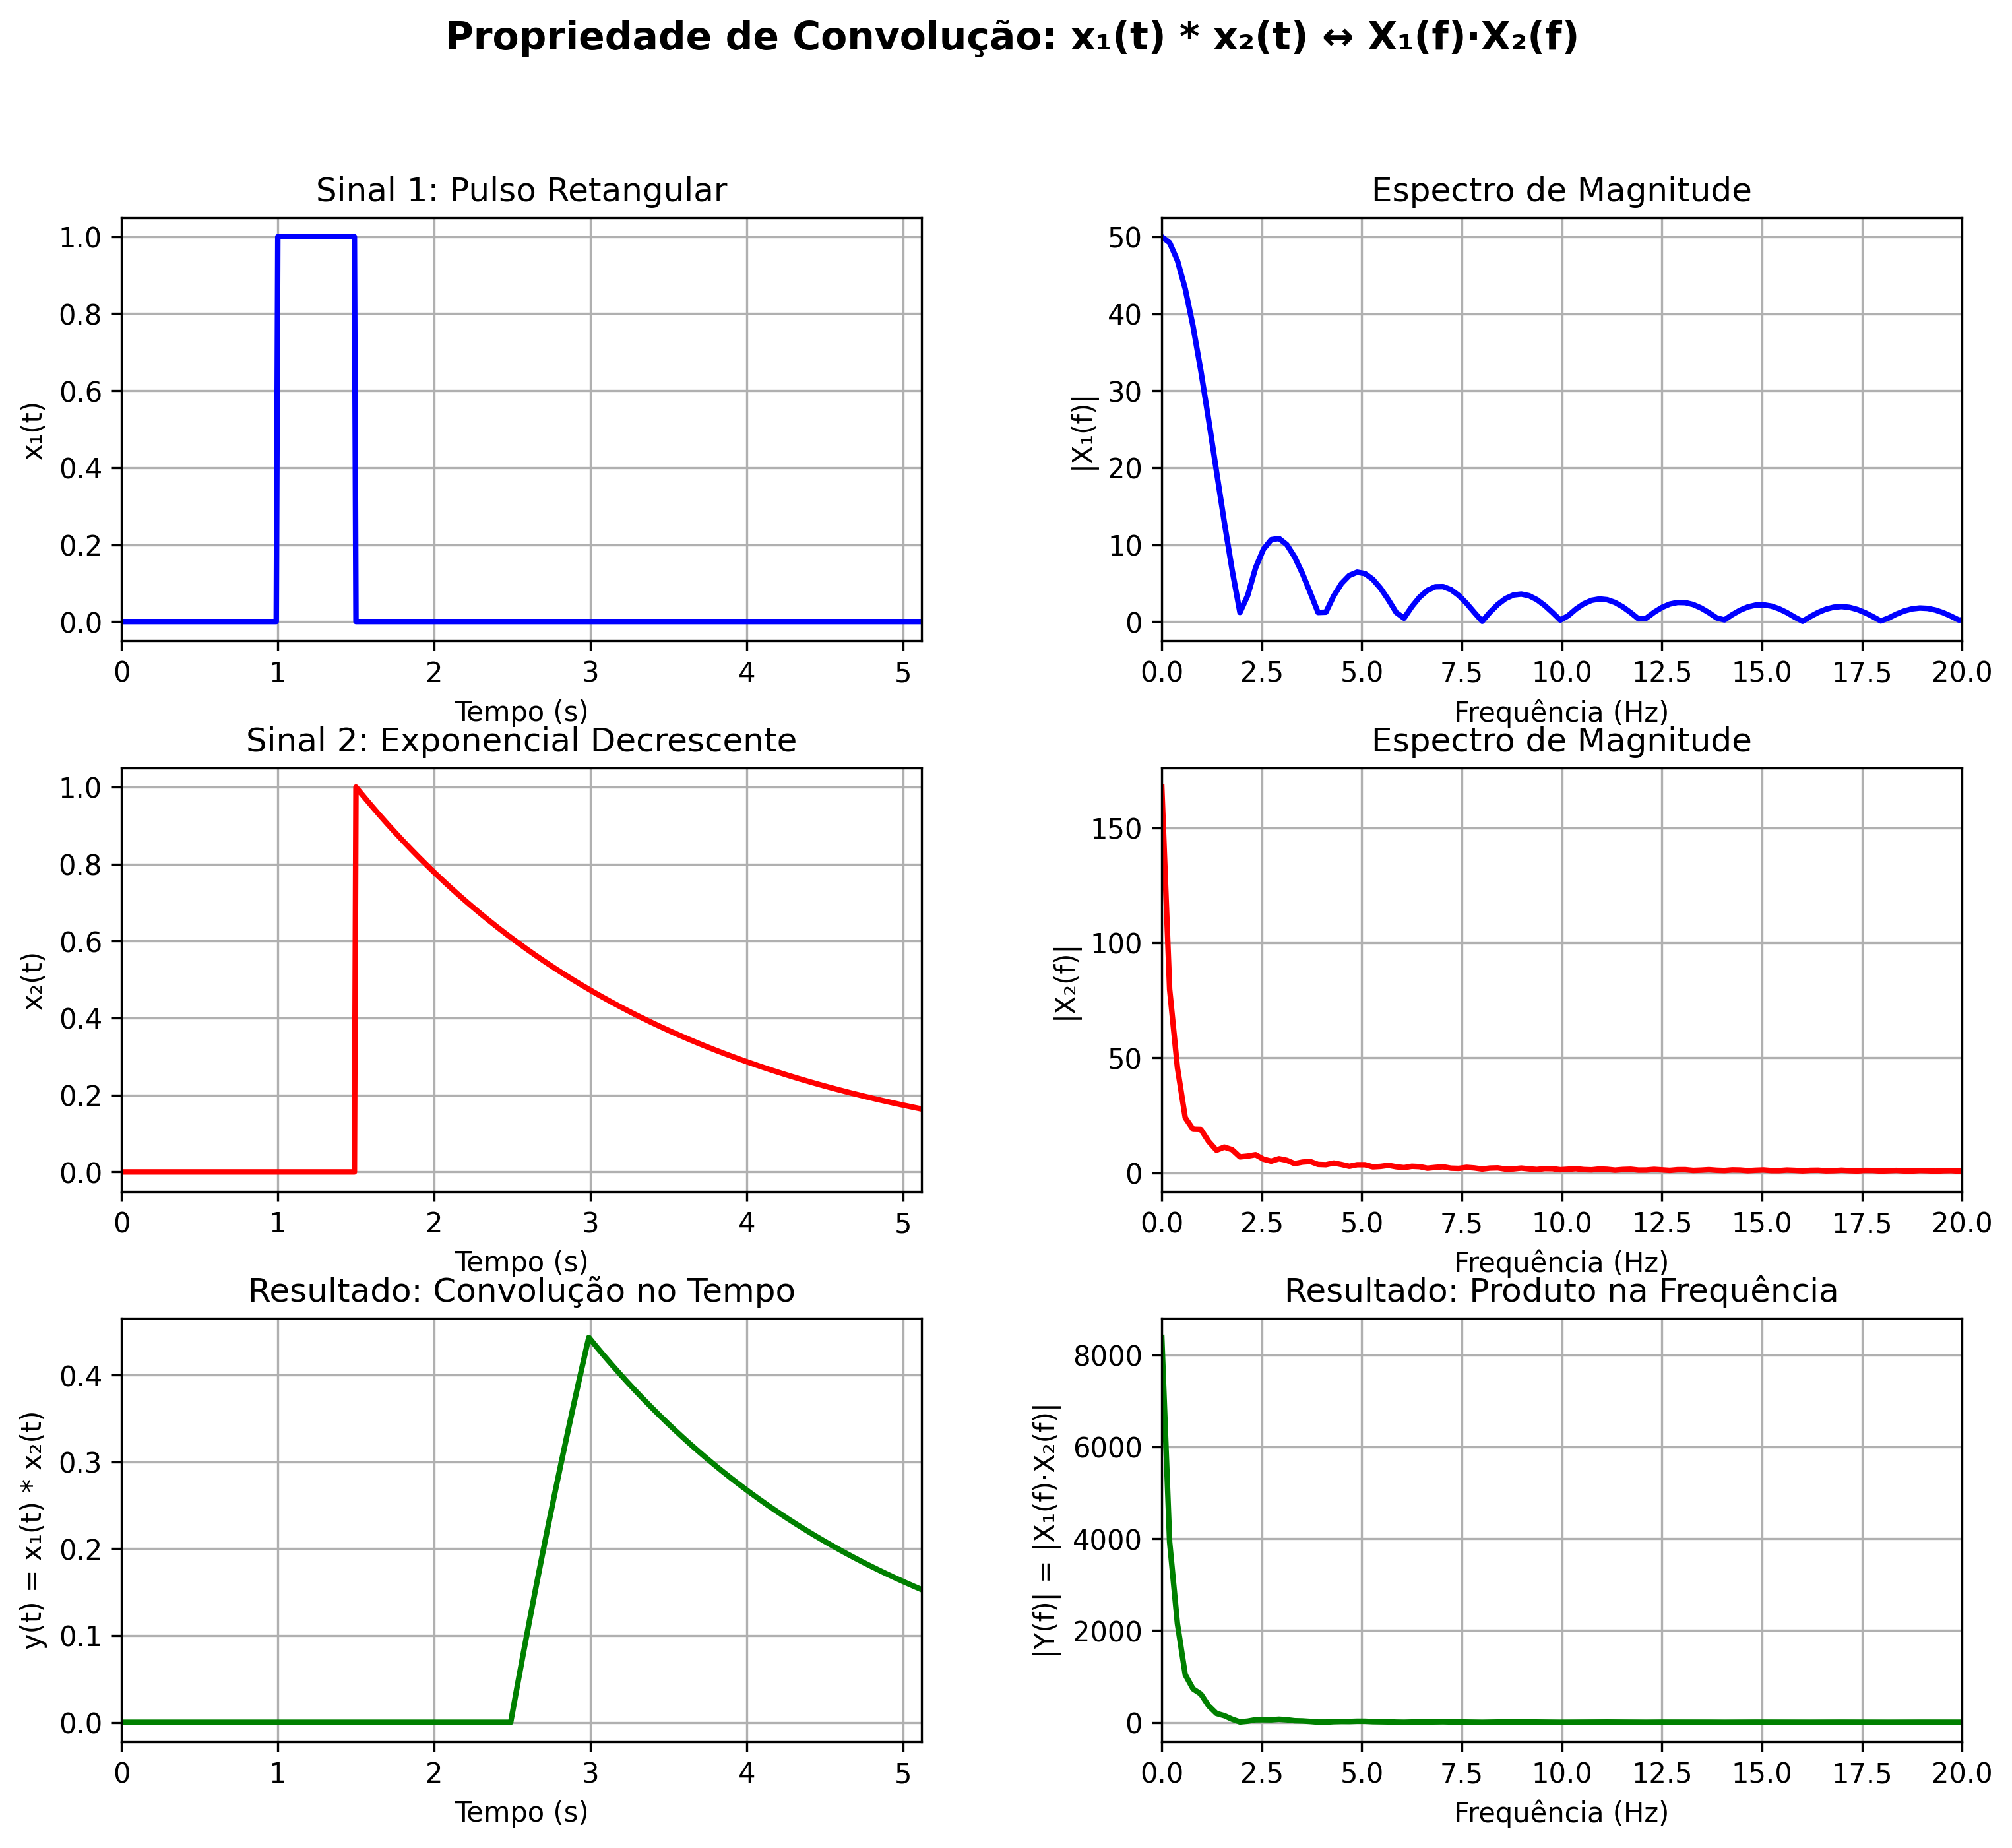 Propriedade de Convolução: x₁(t) * x₂(t) ↔ X₁(f)·X₂(f)
Sinal 1: Pulso Retangular
x₁(t)
1.0
0.8
0.6
0.4
0.2
0.0
0 1 2 3 4 5
Tempo (s)
Espectro de Magnitude
|X₁(f)|
50
40
30
20
10
0
0.0 2.5 5.0 7.5 10.0 12.5 15.0 17.5 20.0
Frequência (Hz)
Sinal 2: Exponencial Decrescente
x₂(t)
1.0
0.8
0.6
0.4
0.2
0.0
0 1 2 3 4 5
Tempo (s)
Espectro de Magnitude
|X₂(f)|
150
100
50
0
0.0 2.5 5.0 7.5 10.0 12.5 15.0 17.5 20.0
Frequência (Hz)
Resultado: Convolução no Tempo
y(t) = x₁(t) * x₂(t)
0.4
0.3
0.2
0.1
0.0
0 1 2 3 4 5
Tempo (s)
Resultado: Produto na Frequência
|Y(f)| = |X₁(f)·X₂(f)|
8000
6000
4000
2000
0
0.0 2.5 5.0 7.5 10.0 12.5 15.0 17.5 20.0
Frequência (Hz)